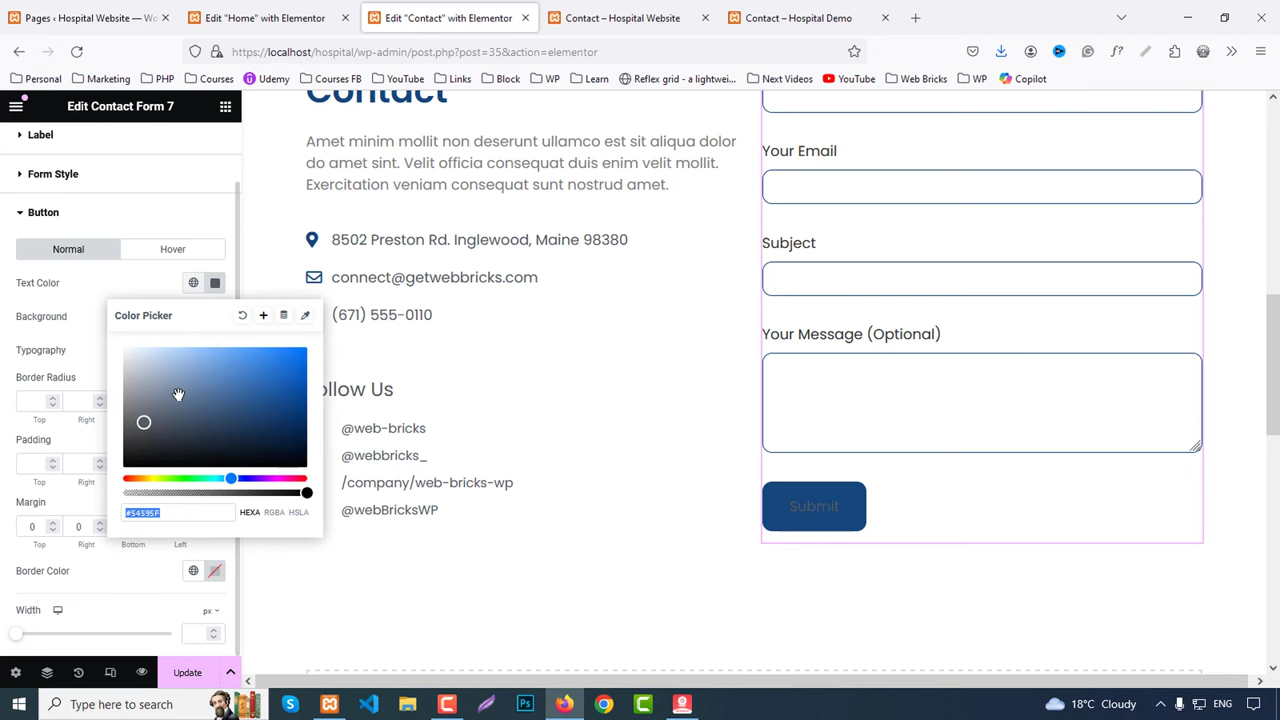 Pages ‹ Hospital Website — Wo
Edit "Home" with Elementor
Edit "Contact" with Elementor
Contact – Hospital Website
Contact – Hospital Demo
https://localhost/hospital/wp-admin/post.php?post=35&action=elementor
Personal
Marketing
PHP
Courses
Udemy
Courses FB
YouTube
Links
Block
WP
Learn
Reflex grid - a lightwei...
Next Videos
YouTube
Web Bricks
WP
Copilot
Edit Contact Form 7
Label
Form Style
Button
Normal
Hover
Text Color
Background
Typography
Border Radius
Top
Right
Padding
Top
Right
Margin
0
0
Top
Right
Bottom
Left
Border Color
Width
px
Update
Color Picker
#54595F
HEXA
RGBA
HSLA
Contact
Amet minim mollit non deserunt ullamco est sit aliqua dolor
do amet sint. Velit officia consequat duis enim velit mollit.
Exercitation veniam consequat sunt nostrud amet.
8502 Preston Rd. Inglewood, Maine 98380
connect@getwebbricks.com
(671) 555-0110
ollow Us
@web-bricks
@webbricks_
/company/web-bricks-wp
@webBricksWP
Your Email
Subject
Your Message (Optional)
Submit
Type here to search
18°C Cloudy
ENG